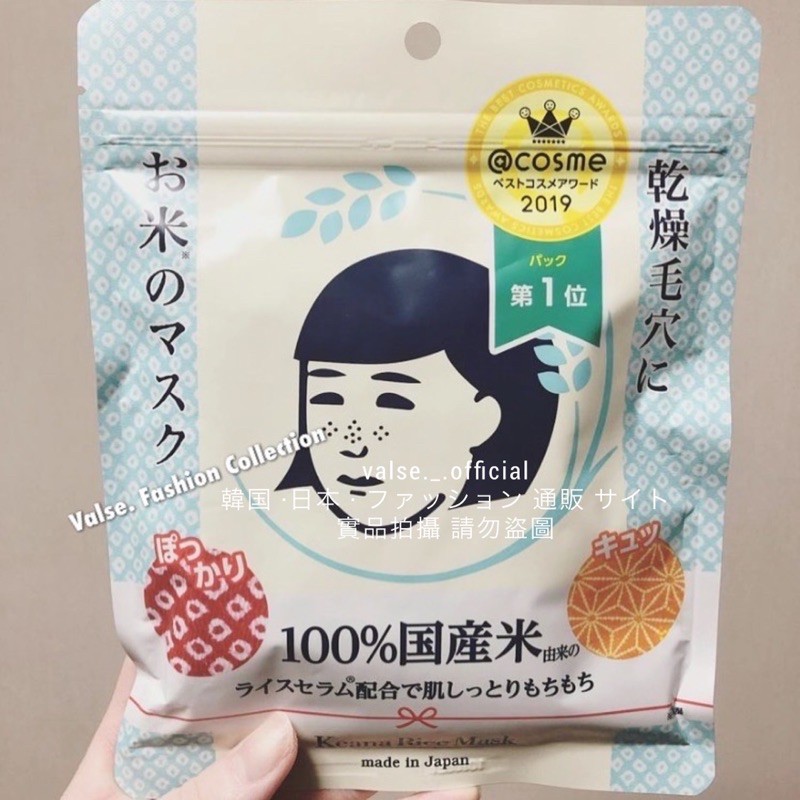 THE BEST COSMETICS AWARDS
@cosme
ベストコスメアワード
2019
パック
第1位
乾燥毛穴に
お米※のマスク
Valse. Fashion Collection
valse._.official
韓国・日本・ファッション 通販 サイト
實品拍攝 請勿盜圖
ぽっかり
キュッ
100%国産米由来の
ライスセラム®配合で肌しっとりもちもち
Keana Rice Mask
made in Japan